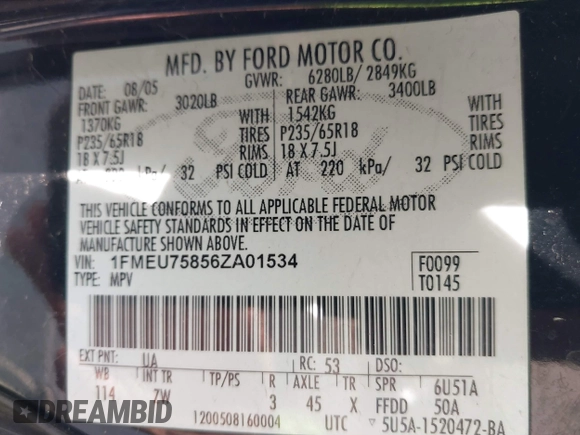 MFD. BY FORD MOTOR CO.
DATE: 08/05 GVWR: 6280LB/ 2849KG
FRONT GAWR: 3020LB REAR GAWR: 3400LB
1370KG WITH 1542KG WITH
P235/65R18 TIRES P235/65R18 TIRES
18 X 7.5J RIMS 18 X 7.5J RIMS
kPa/ 32 PSI COLD AT 220 kPa/ 32 PSI COLD
THIS VEHICLE CONFORMS TO ALL APPLICABLE FEDERAL MOTOR
VEHICLE SAFETY STANDARDS IN EFFECT ON THE DATE OF
MANUFACTURE SHOWN ABOVE.
VIN: 1FMEU75856ZA01534 F0099
TYPE: MPV T0145
EXT PNT: UA RC: 53 DSO:
WB INT TR TP/PS R AXLE TR SPR 6U51A
114 7W 3 45 X FFDD 50A
1200508160004 UTC 5U5A-1520472-BA
AUTOBIDMASTER